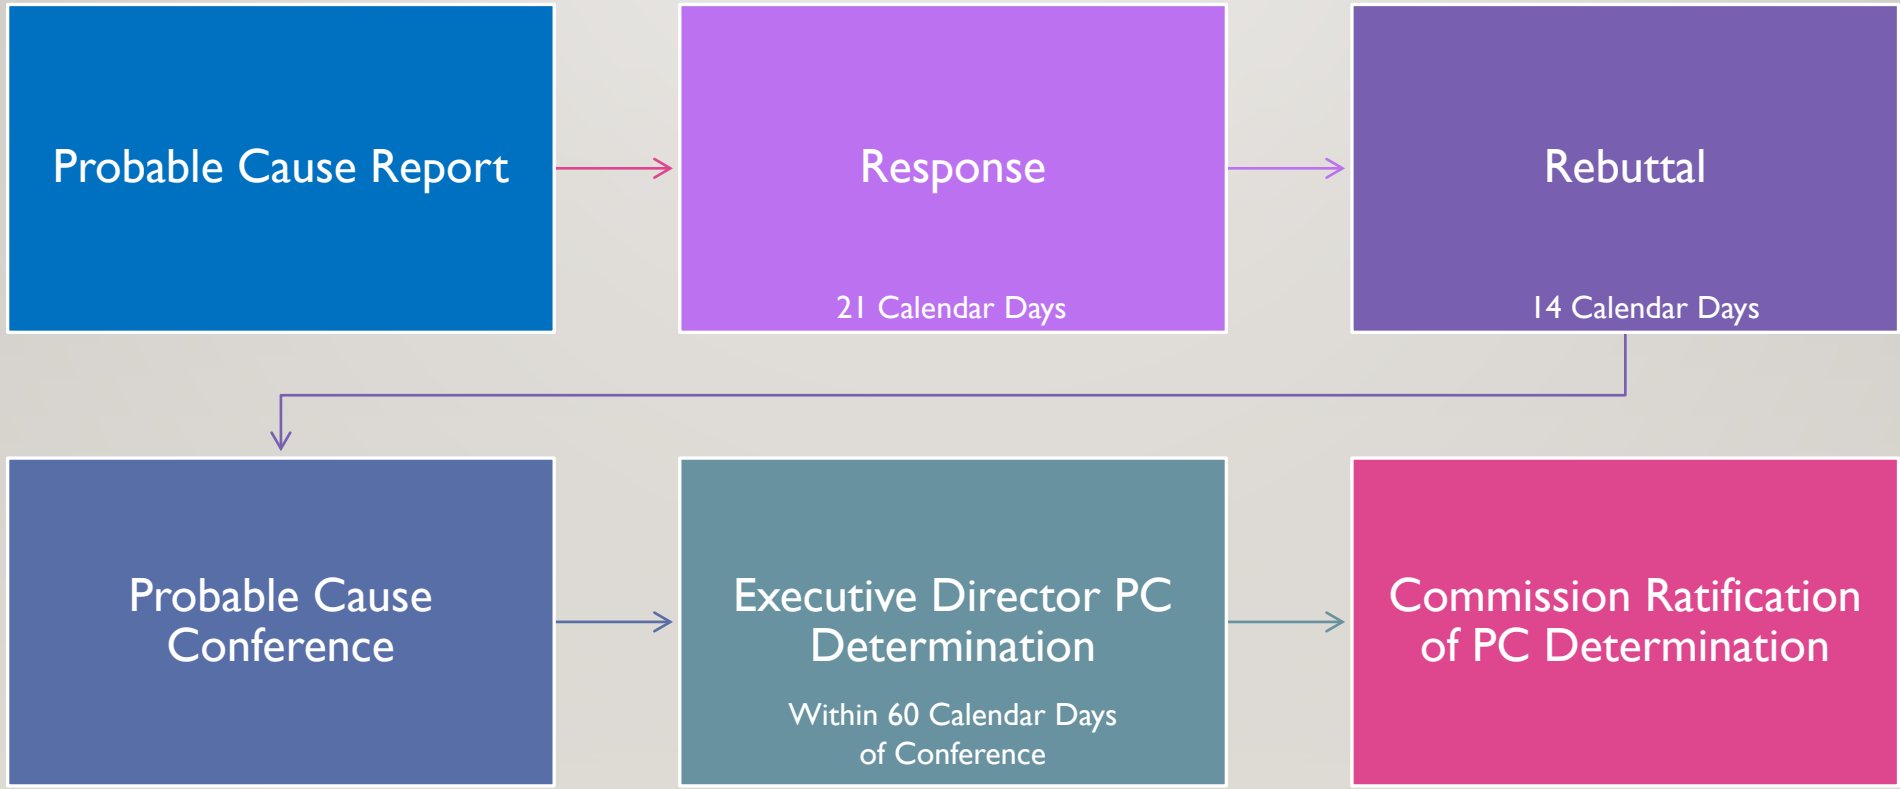 Probable Cause Report
Response
21 Calendar Days
Rebuttal
14 Calendar Days
Probable Cause
Conference
Executive Director PC
Determination
Within 60 Calendar Days
of Conference
Commission Ratification
of PC Determination